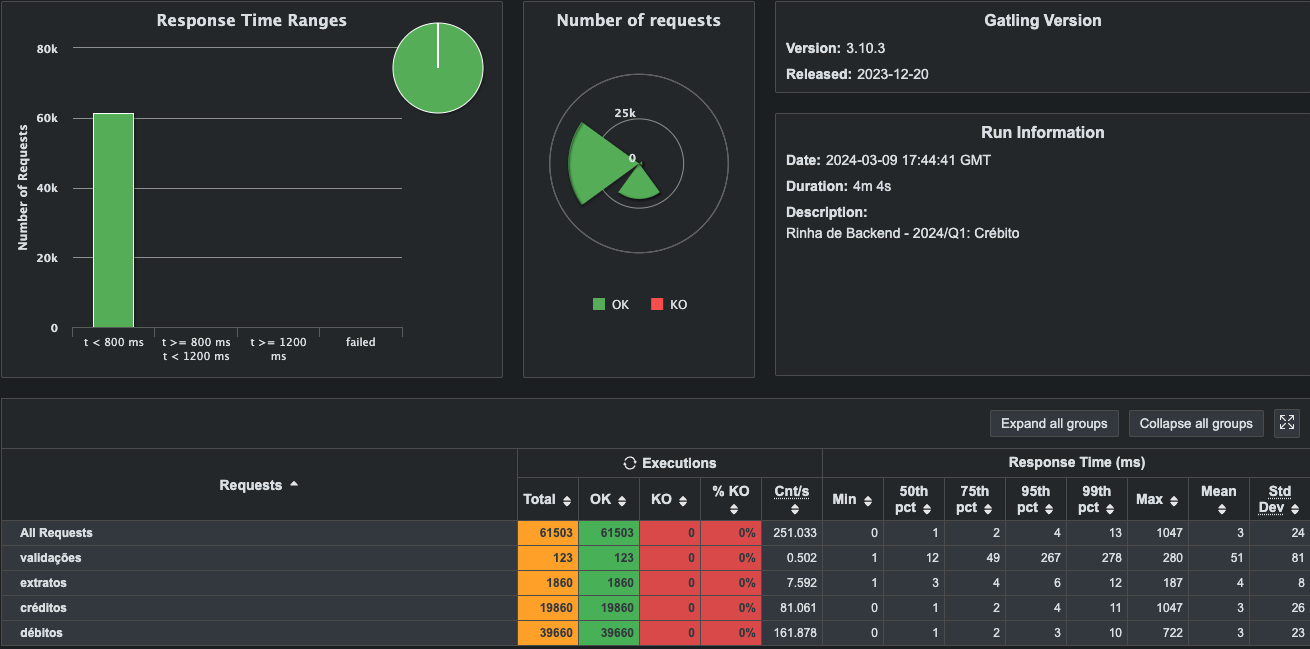 Response Time Ranges
80k
60k
40k
20k
0
Number of Requests
t < 800 ms
t >= 800 ms
t < 1200 ms
t >= 1200
ms
failed
Number of requests
25k
0
OK
KO
Gatling Version
Version: 3.10.3
Released: 2023-12-20
Run Information
Date: 2024-03-09 17:44:41 GMT
Duration: 4m 4s
Description:
Rinha de Backend - 2024/Q1: Crébito
Expand all groups
Collapse all groups
Executions
Response Time (ms)
Requests Total OK KO % KO Cnt/s Min 50th pct 75th pct 95th pct 99th pct Max Mean Std Dev
All Requests 61503 61503 0 0% 251.033 0 1 2 4 13 1047 3 24
validações 123 123 0 0% 0.502 1 12 49 267 278 280 51 81
extratos 1860 1860 0 0% 7.592 1 3 4 6 12 187 4 8
créditos 19860 19860 0 0% 81.061 0 1 2 4 11 1047 3 26
débitos 39660 39660 0 0% 161.878 0 1 2 3 10 722 3 23